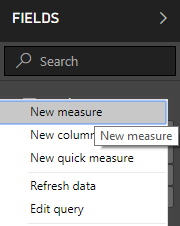 FIELDS
Search
New measure
New colum
New measure
New quick measure
Refresh data
Edit query